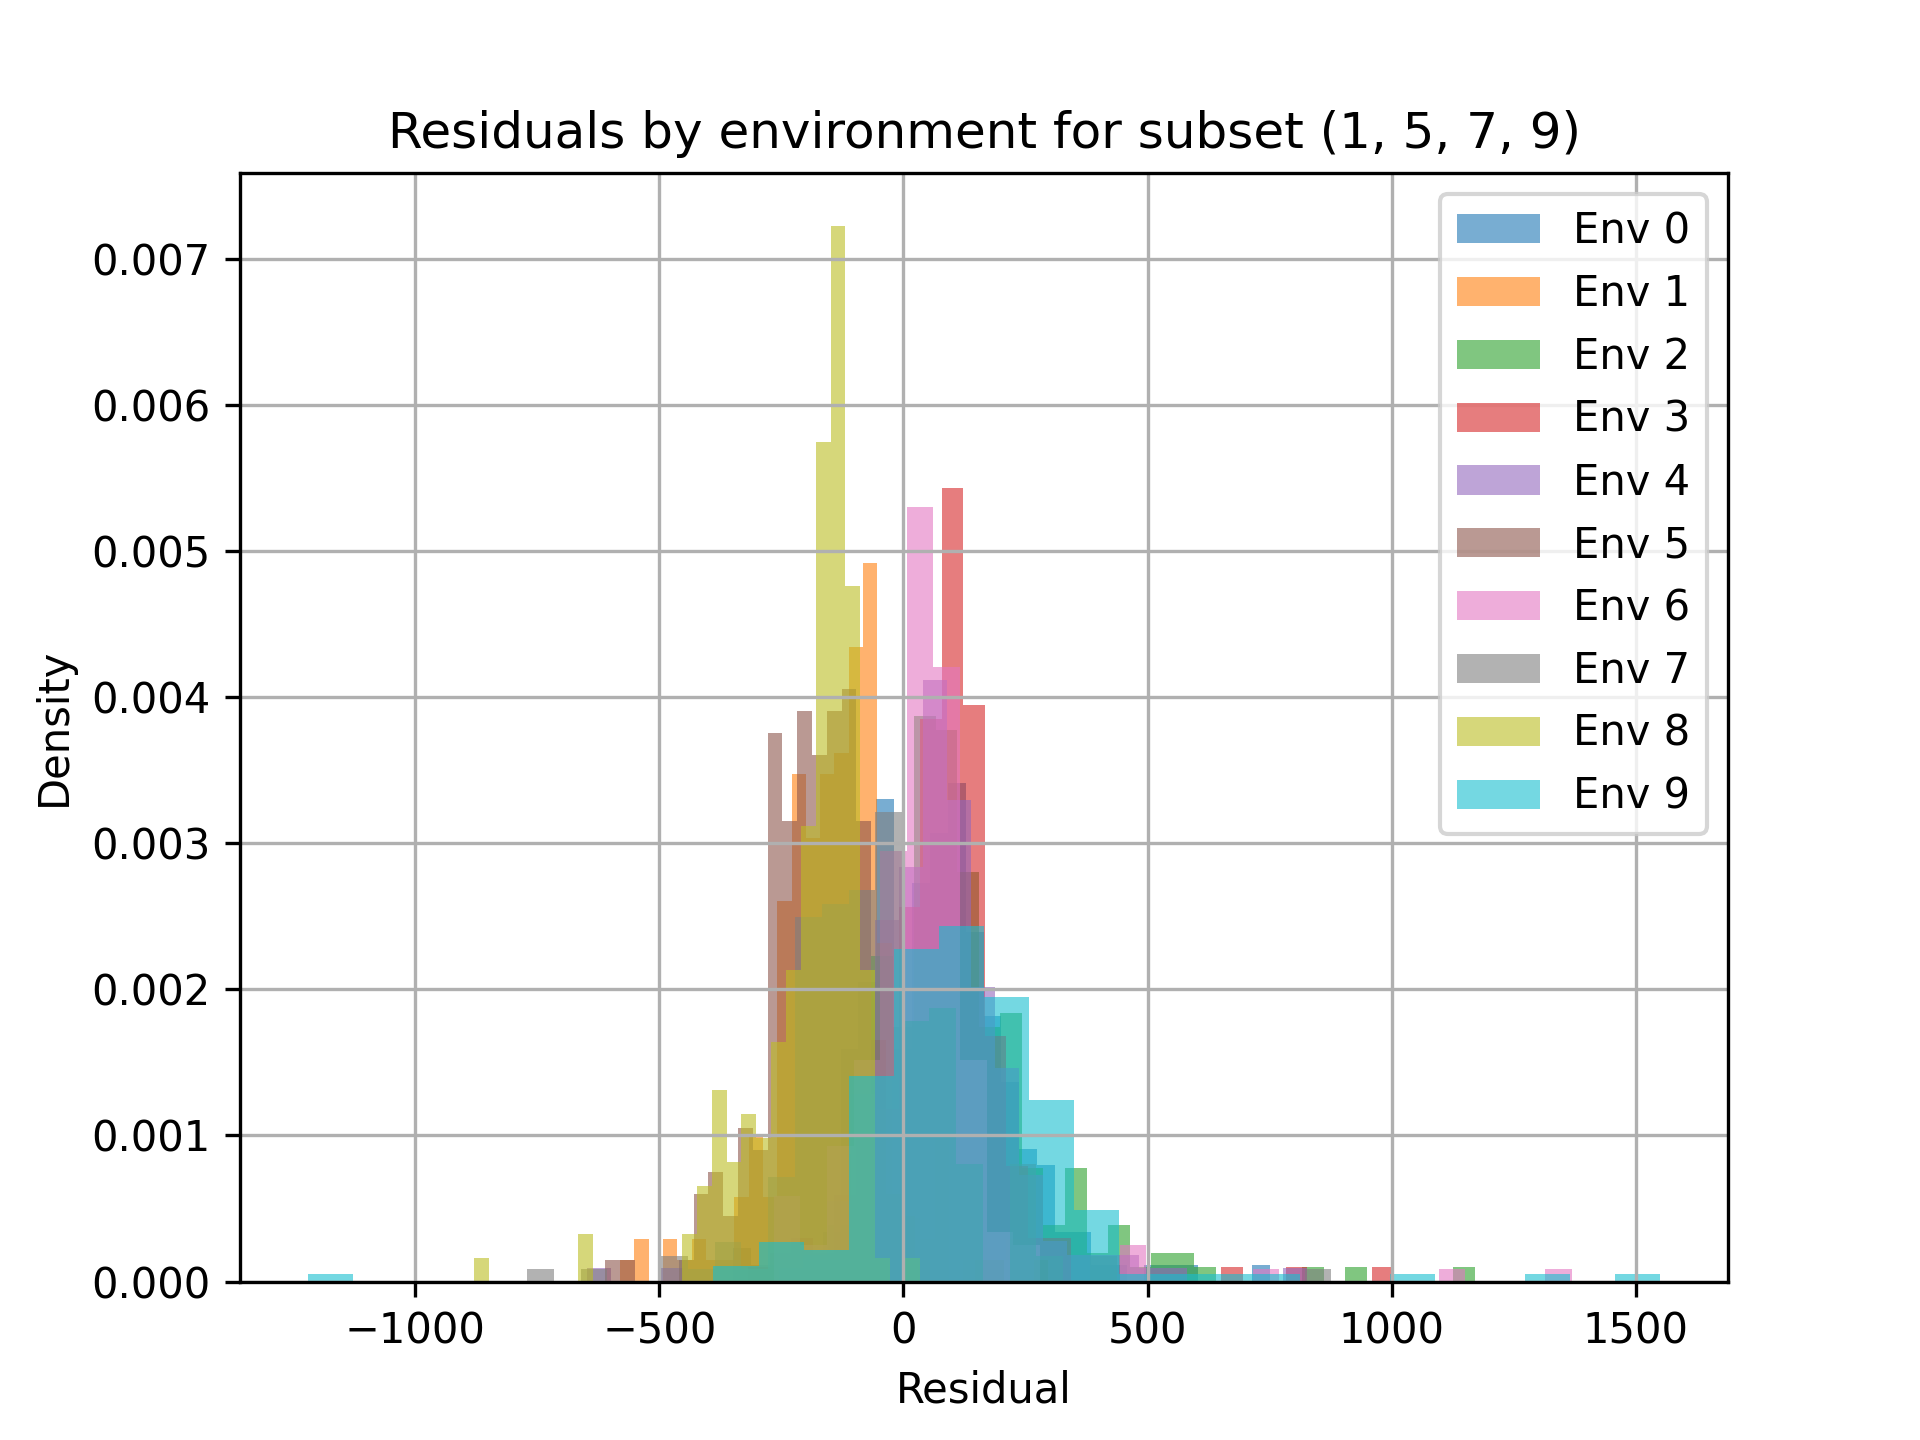 Residuals by environment for subset (1, 5, 7, 9)
Env 0
Env 1
Env 2
Env 3
Env 4
Env 5
Env 6
Env 7
Env 8
Env 9
Density
0.007
0.006
0.005
0.004
0.003
0.002
0.001
0.000
−1000 −500 0 500 1000 1500
Residual